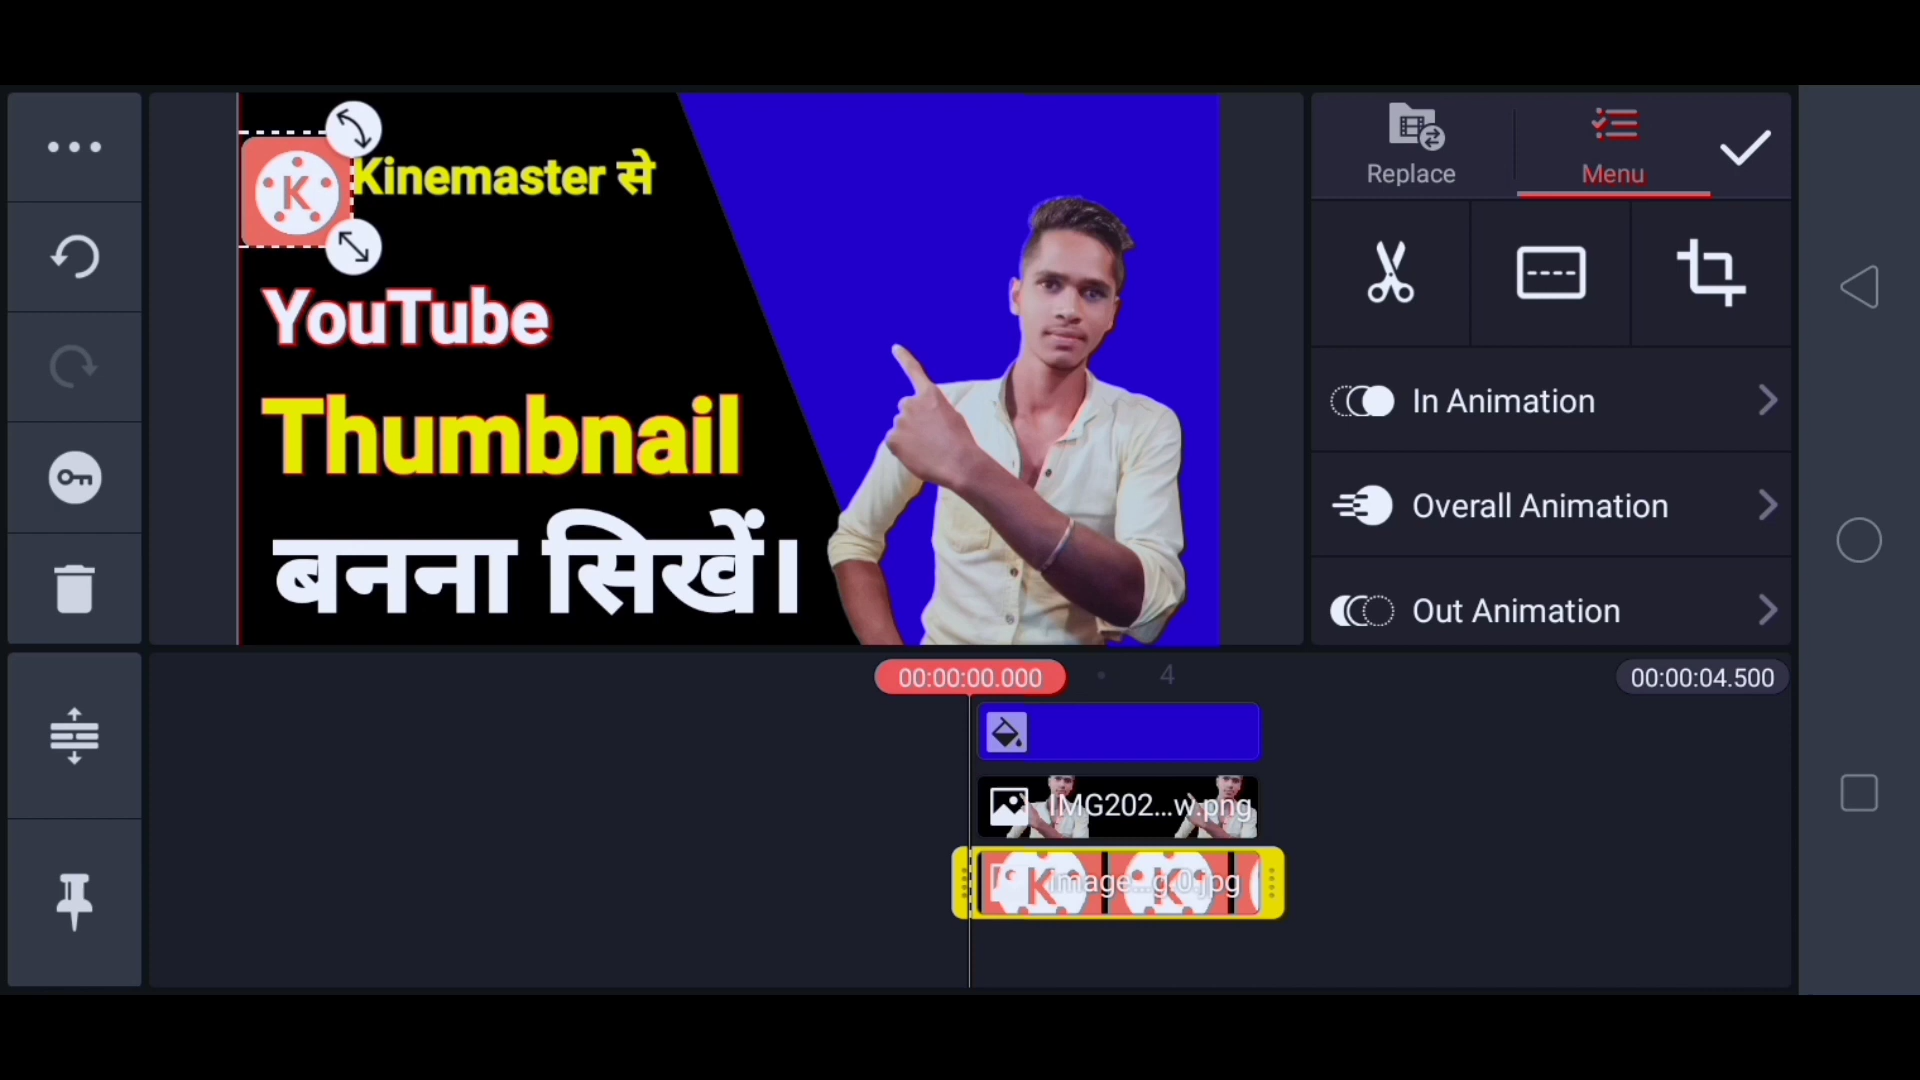 K
Kinemaster से
YouTube
Thumbnail
बनना सिखें।
Replace
Menu
In Animation
Overall Animation
Out Animation
00:00:00.000
4
00:00:04.500
IMG202...w.png
K K
image...g.0.jpg